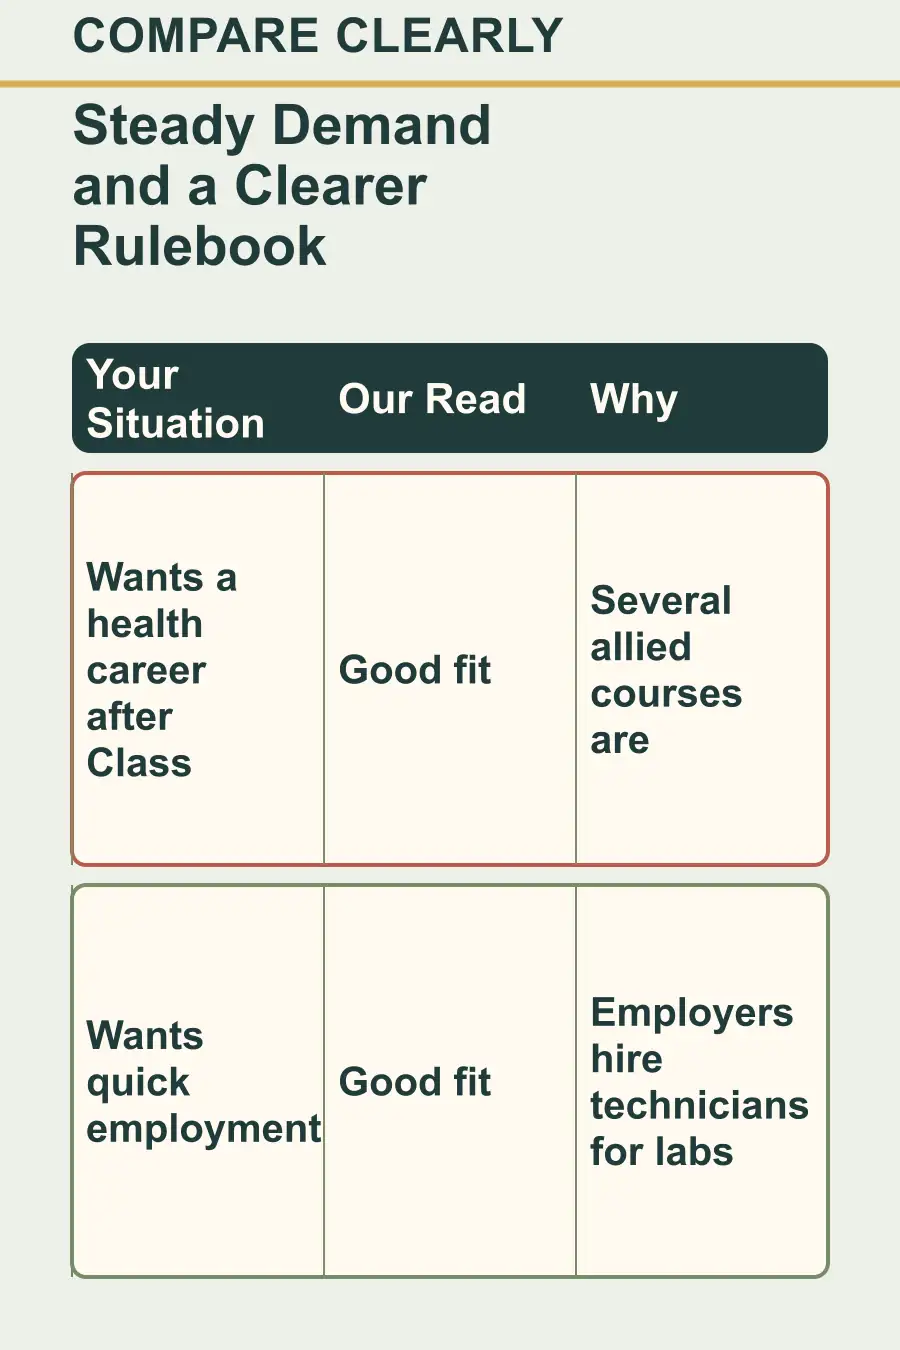 COMPARE CLEARLY
Steady Demand
and a Clearer
Rulebook
Your
Situation
Our Read
Why
Wants a
health
career
after
Class
Good fit
Several
allied
courses
are
Wants
quick
employment
Good fit
Employers
hire
technicians
for labs